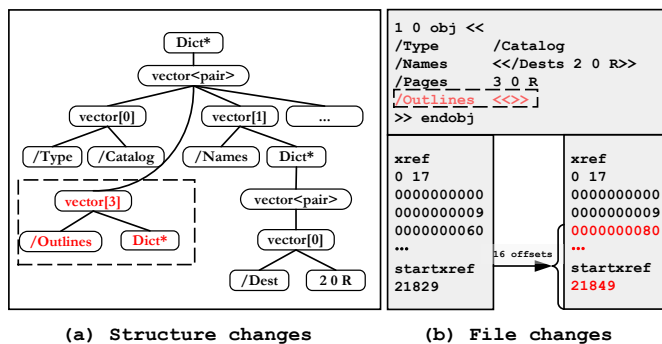 Dict*
vector<pair>
vector[0]
vector[1]
...
/Type
/Catalog
/Names
Dict*
vector[3]
vector<pair>
/Outlines
Dict*
vector[0]
/Dest
2 0 R
(a) Structure changes
1 0 obj <<
/Type /Catalog
/Names <</Dests 2 0 R>>
/Pages 3 0 R
/Outlines <<>>
>> endobj
xref
0 17
0000000000
0000000009
0000000060
...
startxref
21829
16 offsets
xref
0 17
0000000000
0000000009
0000000080
...
startxref
21849
(b) File changes